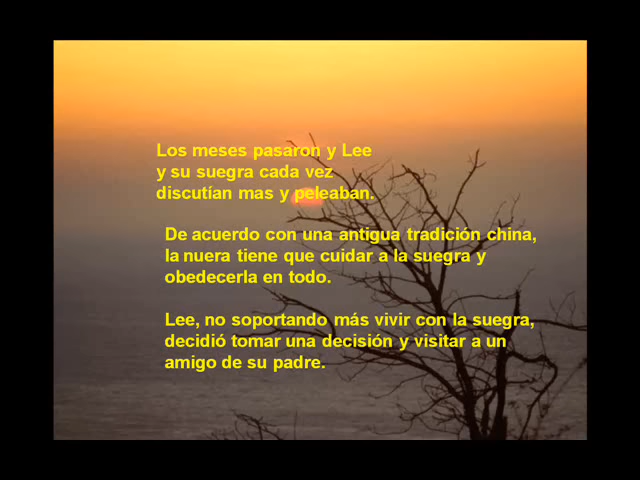 Los meses pasaron y Lee
y su suegra cada vez
discutían mas y peleaban.
De acuerdo con una antigua tradición china,
la nuera tiene que cuidar a la suegra y
obedecerla en todo.
Lee, no soportando más vivir con la suegra,
decidió tomar una decisión y visitar a un
amigo de su padre.